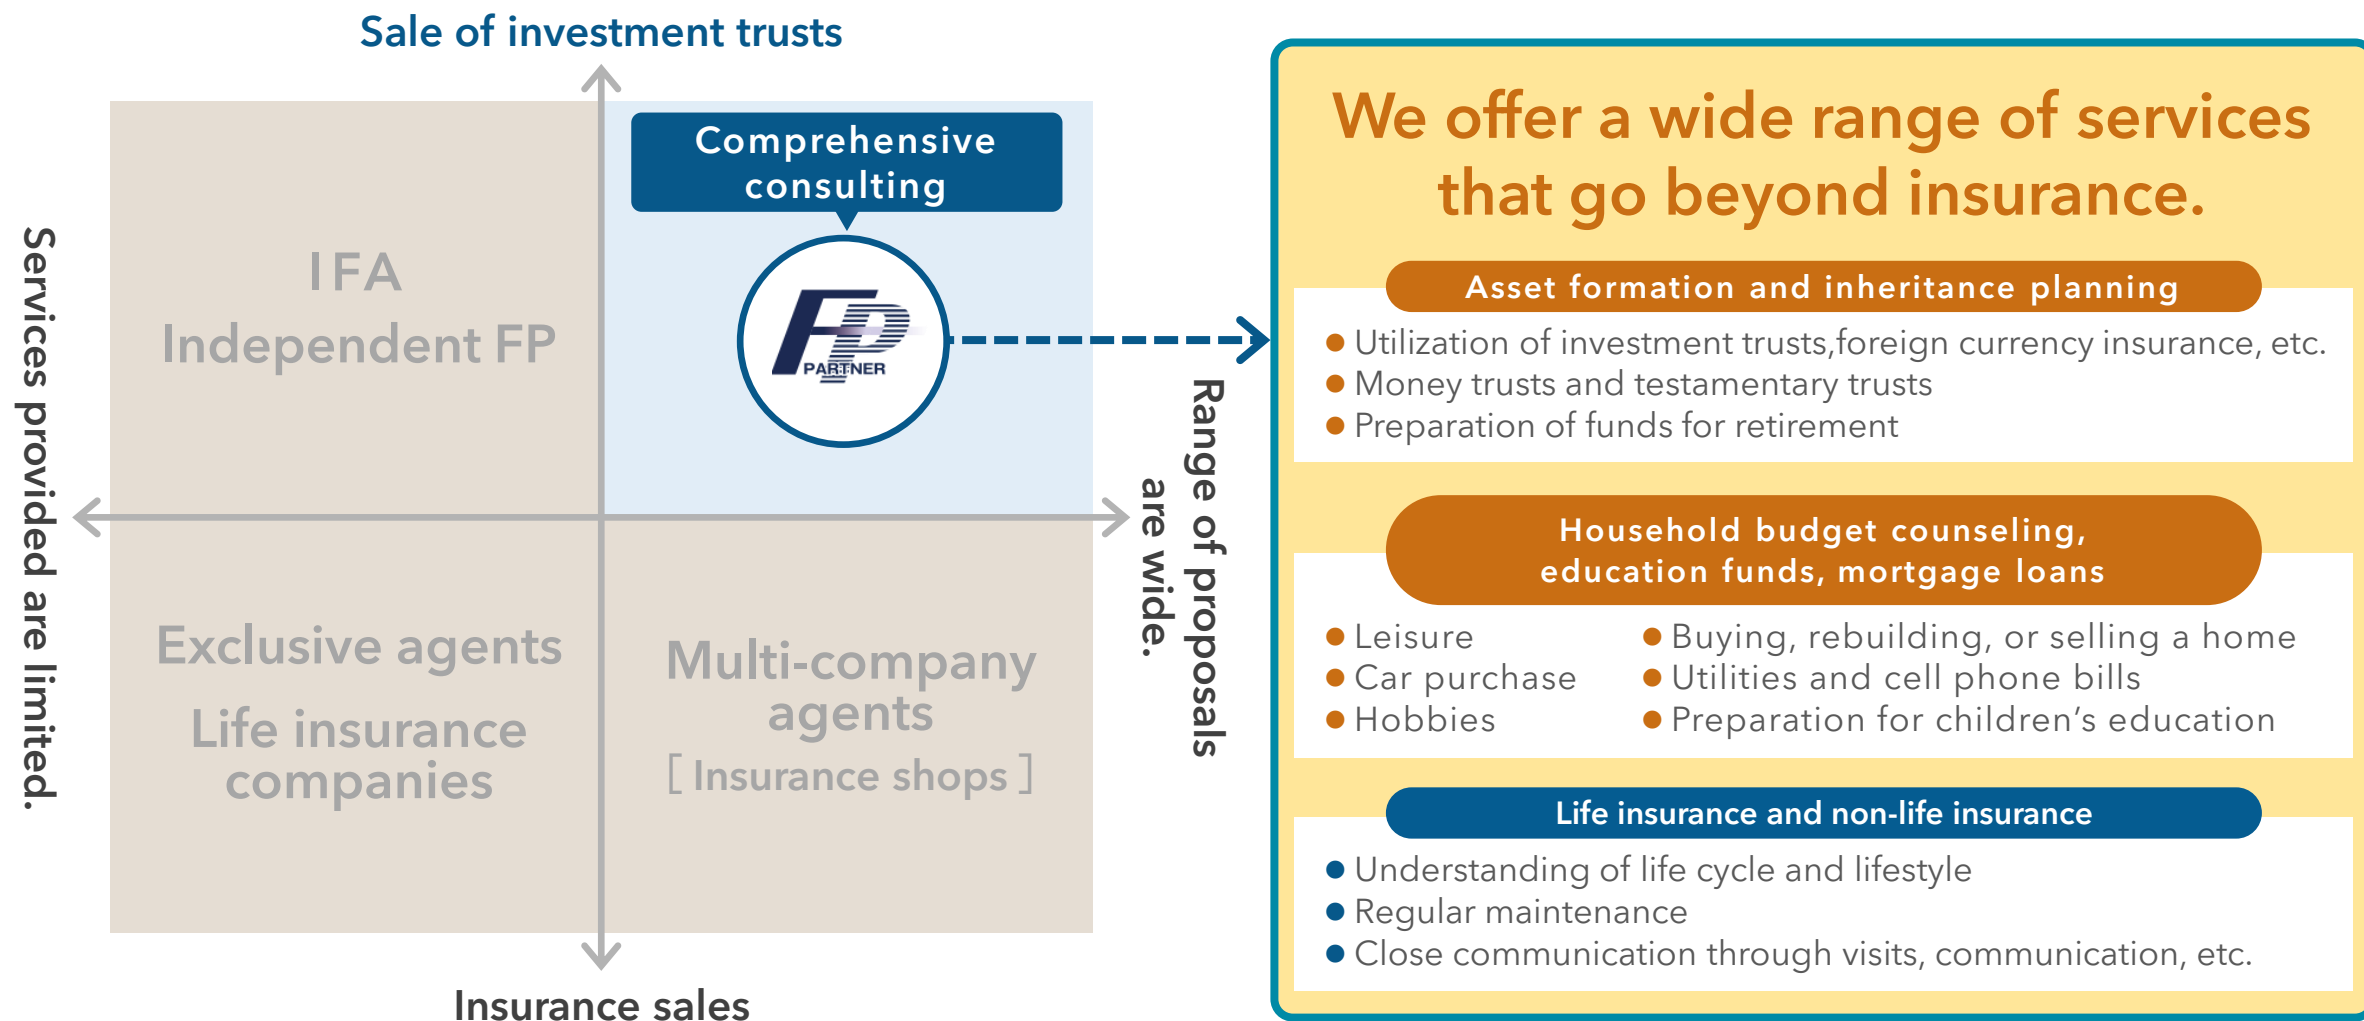 Sale of investment trusts
Services provided are limited.
IFA
Independent FP
Comprehensive
consulting
FP
PARTNER
Exclusive agents
Life insurance
companies
Multi-company
agents
[ Insurance shops ]
Range of proposals
are wide.
Insurance sales
We offer a wide range of services
that go beyond insurance.
Asset formation and inheritance planning
● Utilization of investment trusts,foreign currency insurance, etc.
● Money trusts and testamentary trusts
● Preparation of funds for retirement
Household budget counseling,
education funds, mortgage loans
● Leisure
● Car purchase
● Hobbies
● Buying, rebuilding, or selling a home
● Utilities and cell phone bills
● Preparation for children’s education
Life insurance and non-life insurance
● Understanding of life cycle and lifestyle
● Regular maintenance
● Close communication through visits, communication, etc.